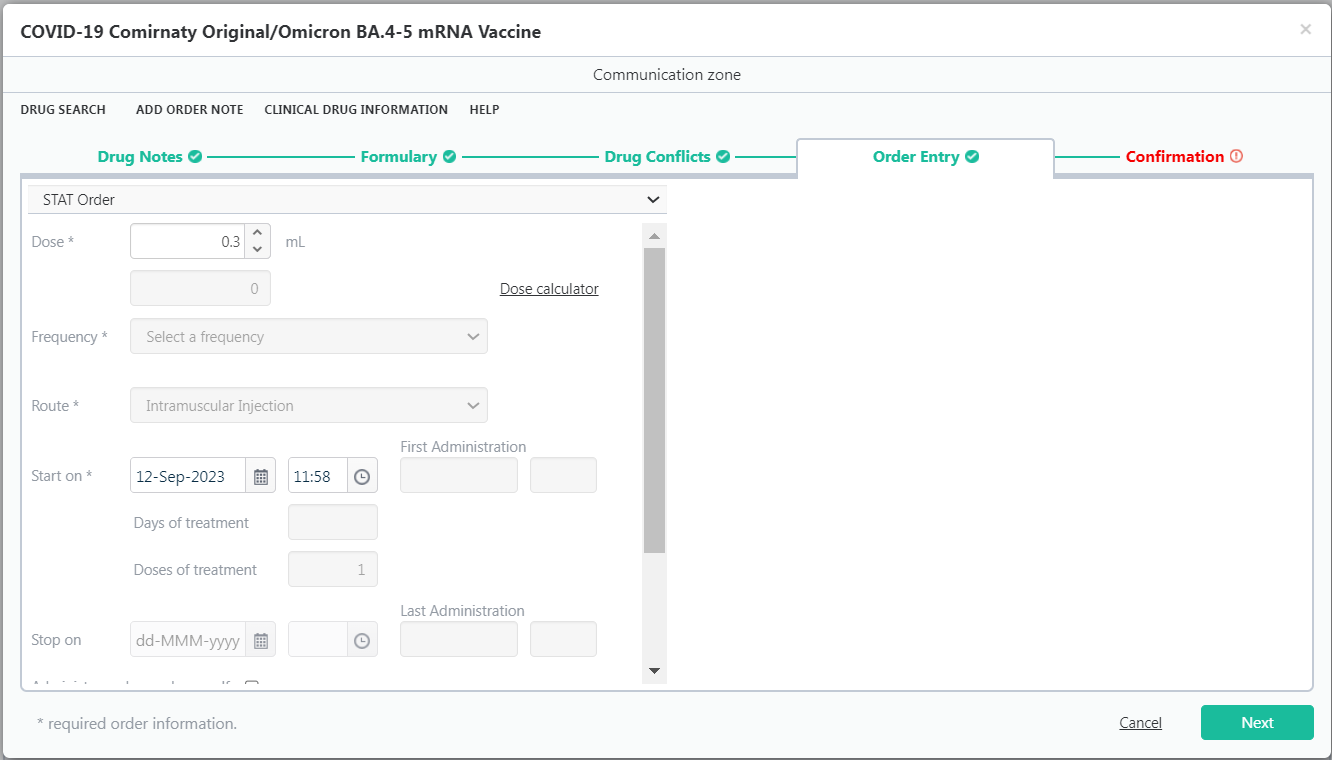 COVID-19 Comirnaty Original/Omicron BA.4-5 mRNA Vaccine
×
Communication zone
DRUG SEARCH ADD ORDER NOTE CLINICAL DRUG INFORMATION HELP
Drug Notes Formulary Drug Conflicts Order Entry Confirmation
STAT Order
Dose * 0.3 mL
0 Dose calculator
Frequency * Select a frequency
Route * Intramuscular Injection
First Administration
Start on * 12-Sep-2023 11:58
Days of treatment
Doses of treatment 1
Last Administration
Stop on dd-MMM-yyyy
* required order information.
Cancel Next